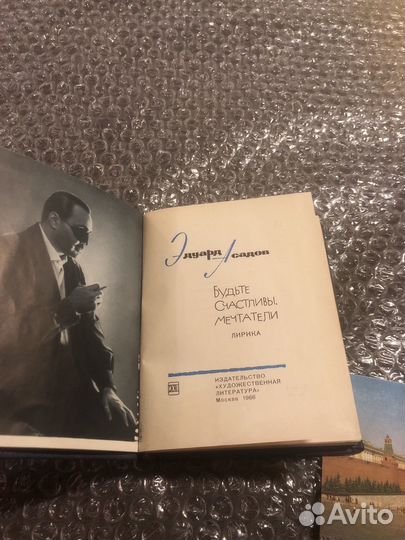 Эдуард Асадов
БУДЬТЕ
СЧАСТЛИВЫ,
МЕЧТАТЕЛИ
ЛИРИКА
ИЗДАТЕЛЬСТВО
«ХУДОЖЕСТВЕННАЯ
ЛИТЕРАТУРА»
Москва 1966
Avito